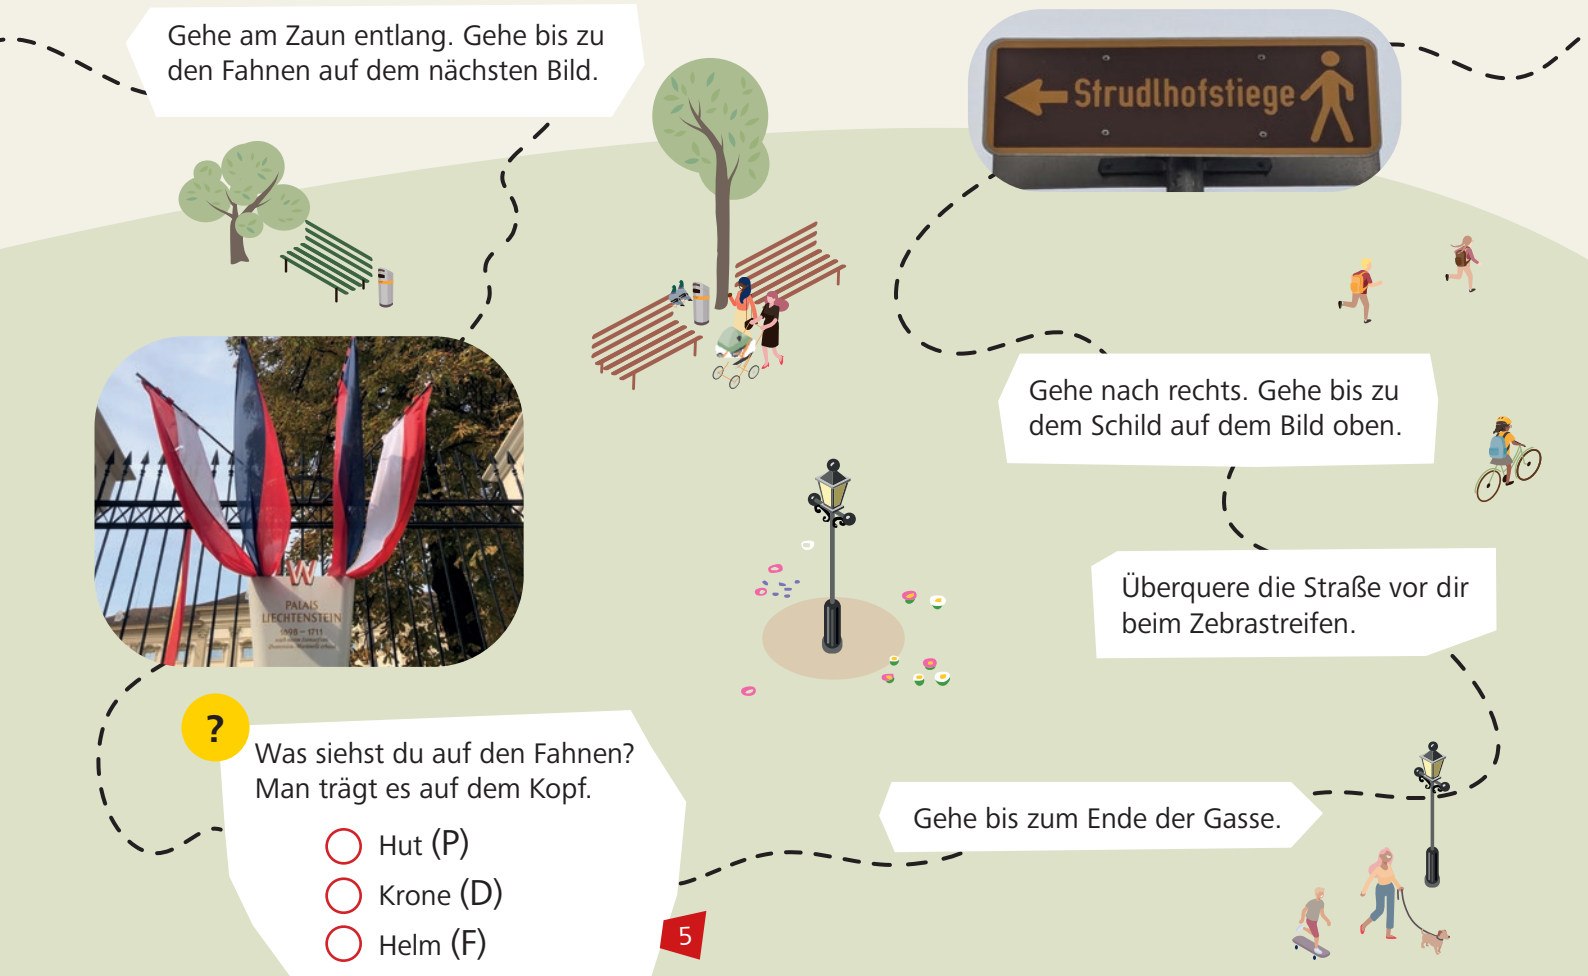 Gehe am Zaun entlang. Gehe bis zu
den Fahnen auf dem nächsten Bild.
W
PALAIS
LIECHTENSTEIN
1698 – 1711
?
Was siehst du auf den Fahnen?
Man trägt es auf dem Kopf.
Hut (P)
Krone (D)
Helm (F)
Gehe bis zum Ende der Gasse.
Überquere die Straße vor dir
beim Zebrastreifen.
Gehe nach rechts. Gehe bis zu
dem Schild auf dem Bild oben.
Strudlhofstiege
5